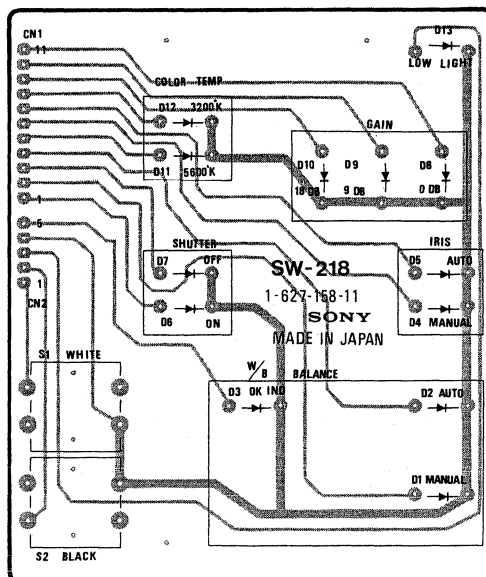 CN1
D13
11
LOW LIGHT
COLOR TEMP
D12 3200°K
GAIN
D10 D9 D8
D11 5600°K
18 DB 9 DB 0 DB
1
5
SHUTTER
IRIS
D7 OFF
SW-218
D5 AUTO
1
1-627-158-11
CN2
SONY
D6 ON
D4 MANUAL
MADE IN JAPAN
S1 WHITE
W/B BALANCE
D3 OK IND
D2 AUTO
D1 MANUAL
S2 BLACK